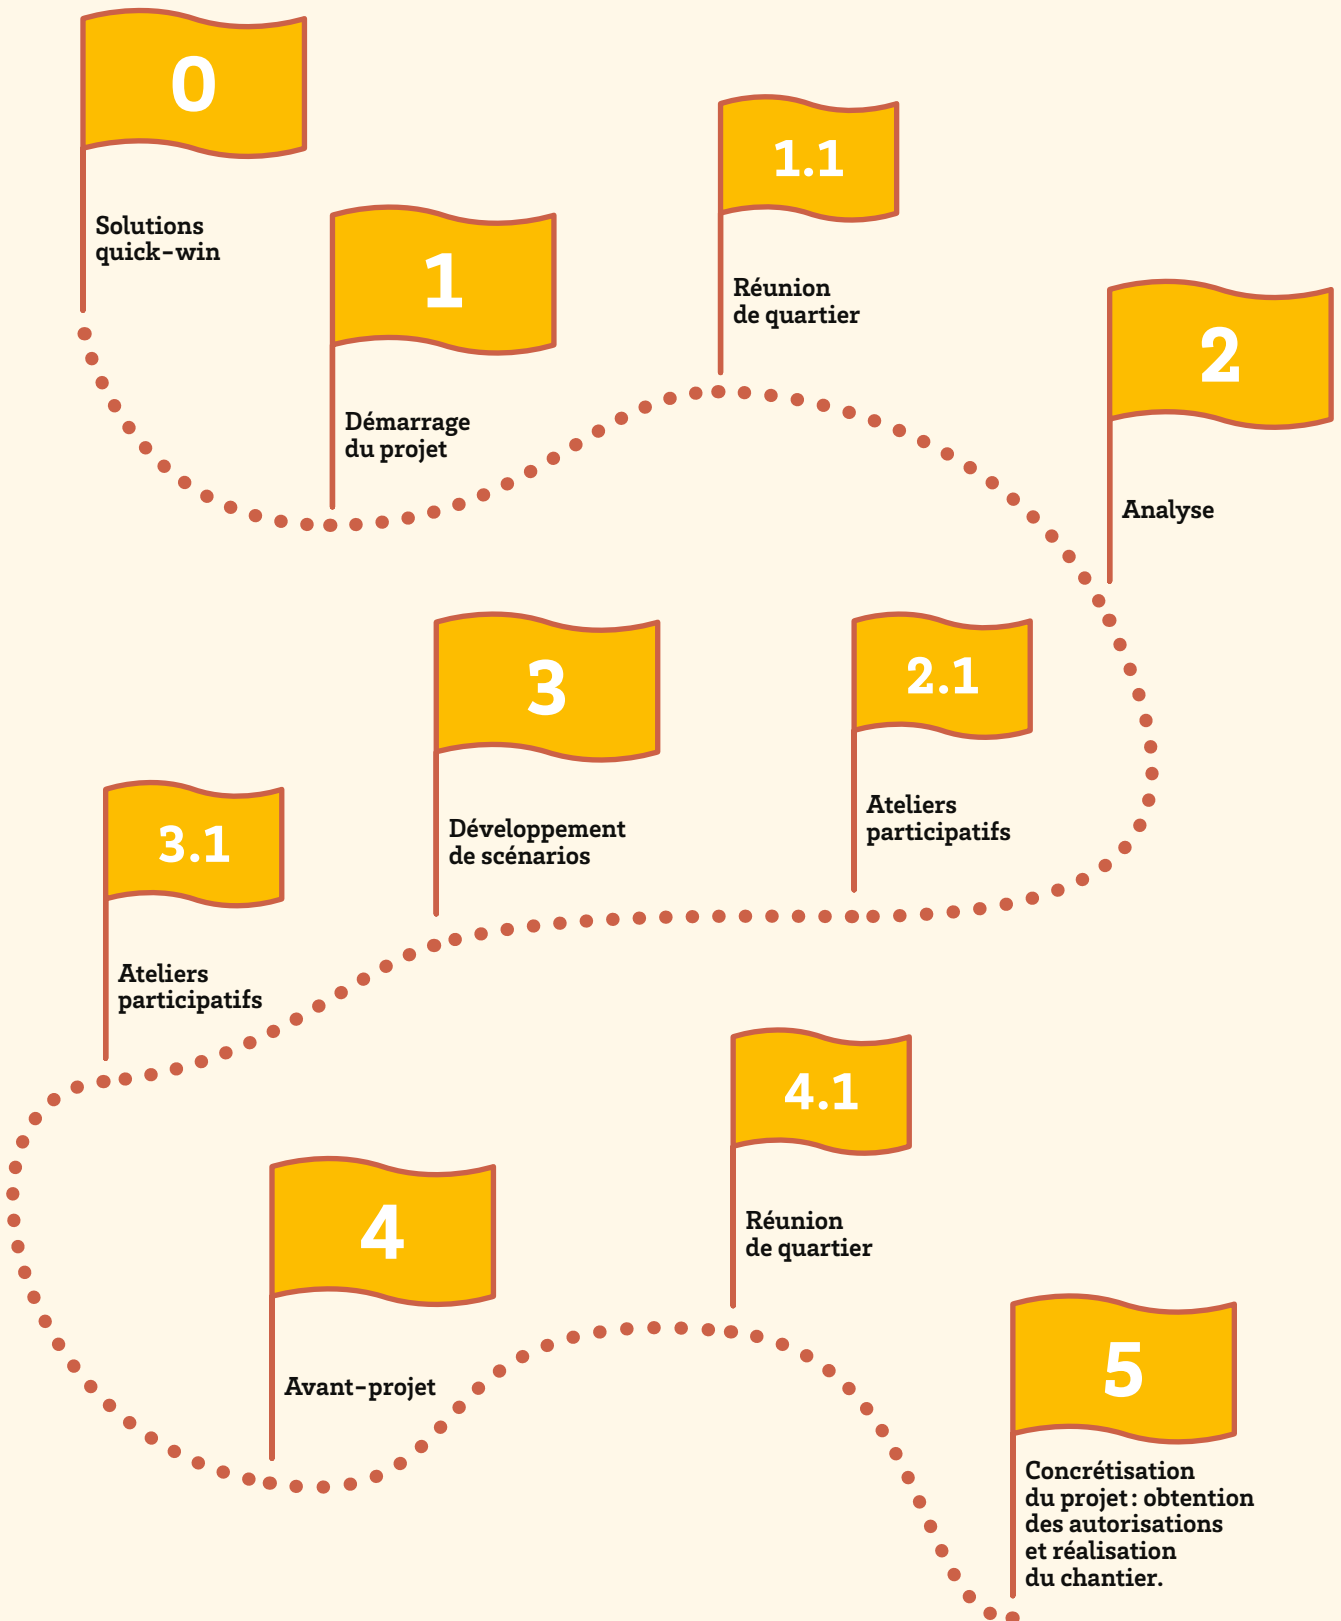 0
Solutions
quick-win
1
Démarrage
du projet
1.1
Réunion
de quartier
2
Analyse
2.1
Ateliers
participatifs
3
Développement
de scénarios
3.1
Ateliers
participatifs
4
Avant-projet
4.1
Réunion
de quartier
5
Concrétisation
du projet : obtention
des autorisations
et réalisation
du chantier.